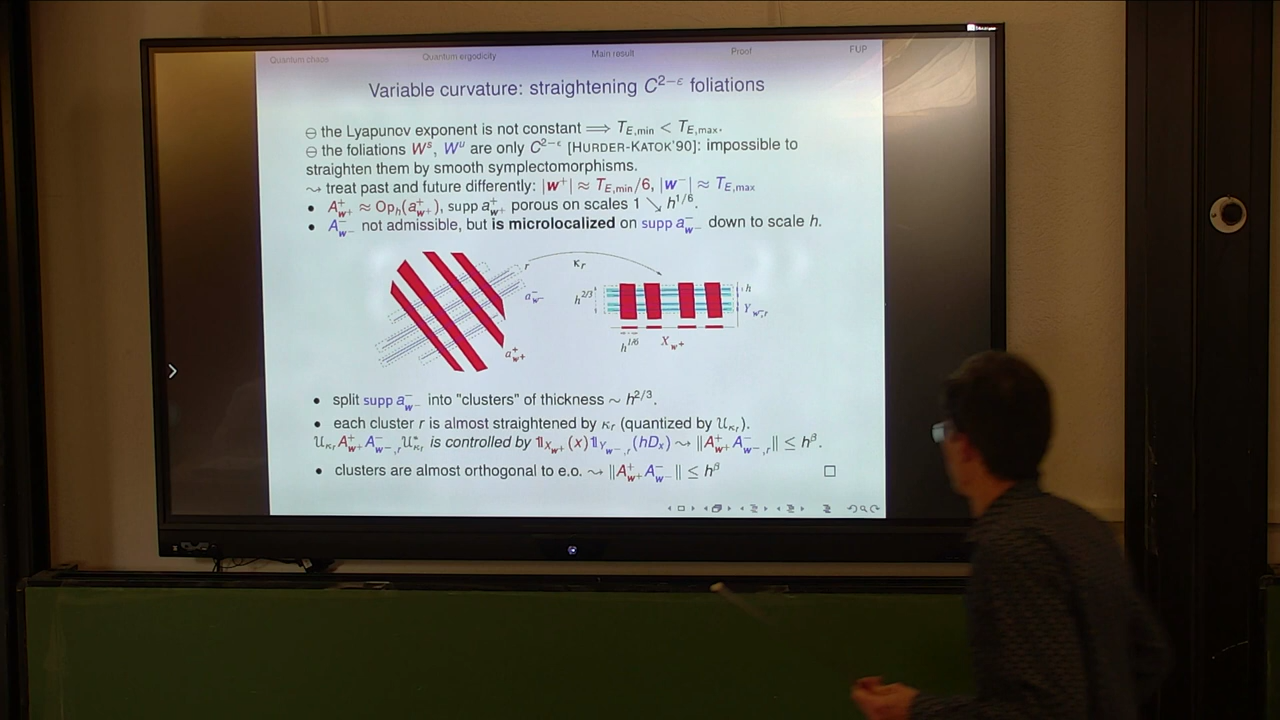 Quantum chaos Quantum ergodicity Main result Proof FUP
Variable curvature: straightening C^{2−ϵ} foliations
⊖ the Lyapunov exponent is not constant ⟹ T_{E,min} < T_{E,max}.
⊖ the foliations W^s, W^u are only C^{2−ϵ} [HURDER-KATOK'90]: impossible to
straighten them by smooth symplectomorphisms.
⇝ treat past and future differently: |w^+| ≈ T_{E,min}/6, |w^−| ≈ T_{E,max}
• A^+_{w^+} ≈ Op_h(a^+_{w^+}), supp a^+_{w^+} porous on scales 1 ↘ h^{1/6}.
• A^−_{w^−} not admissible, but is microlocalized on supp a^−_{w^−} down to scale h.
r κ_r
a^−_{w^−} h^{2/3} h
Y_{w^−,r}
a^+_{w^+} h^{1/6} X_{w^+}
• split supp a^−_{w^−} into "clusters" of thickness ∼ h^{2/3}.
• each cluster r is almost straightened by κ_r (quantized by 𝒰_{κ_r}).
𝒰_{κ_r} A^+_{w^+} A^−_{w^−,r} 𝒰^*_{κ_r} is controlled by 𝟙_{X_{w^+}}(x) 𝟙_{Y_{w^−,r}}(hD_x) ⇝ ‖A^+_{w^+} A^−_{w^−,r}‖ ≤ h^β.
• clusters are almost orthogonal to e.o. ⇝ ‖A^+_{w^+} A^−_{w^−}‖ ≤ h^β □